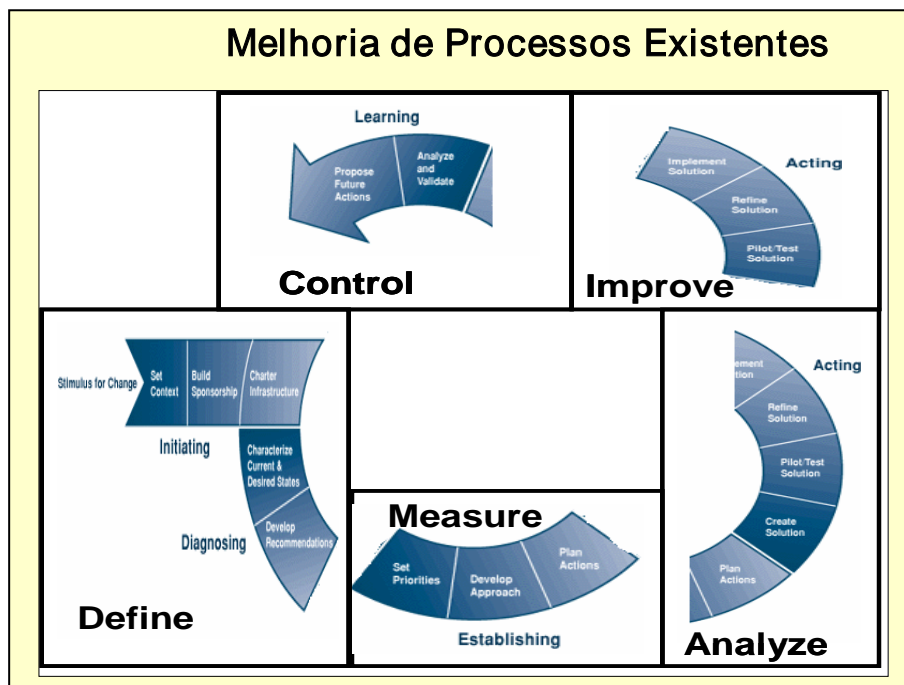 Melhoria de Processos Existentes
Learning
Propose
Future
Actions
Analyze
and
Validate
Control
Implement
Solution
Refine
Solution
Pilot/Test
Solution
Acting
Improve
Stimulus for Change
Set
Context
Build
Sponsorship
Charter
Infrastructure
Initiating
Characterize
Current &
Desired States
Diagnosing
Develop
Recommendations
Define
Measure
Set
Priorities
Develop
Approach
Plan
Actions
Establishing
ement
tion
Acting
Refine
Solution
Pilot/Test
Solution
Create
Solution
Plan
Actions
Analyze